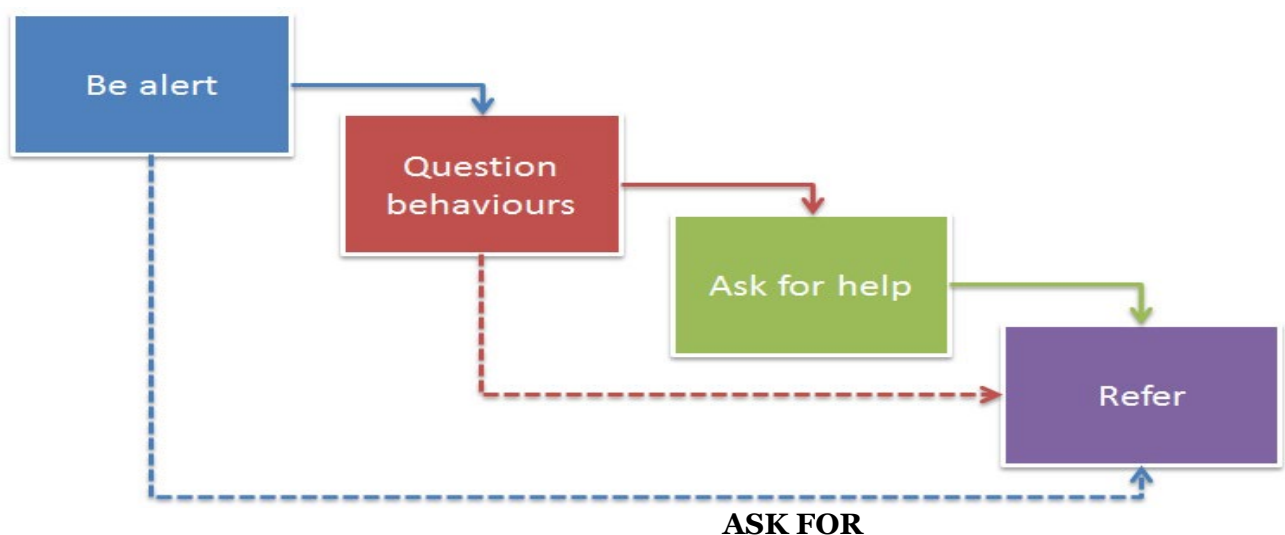 Be alert
Question
behaviours
Ask for help
Refer
ASK FOR